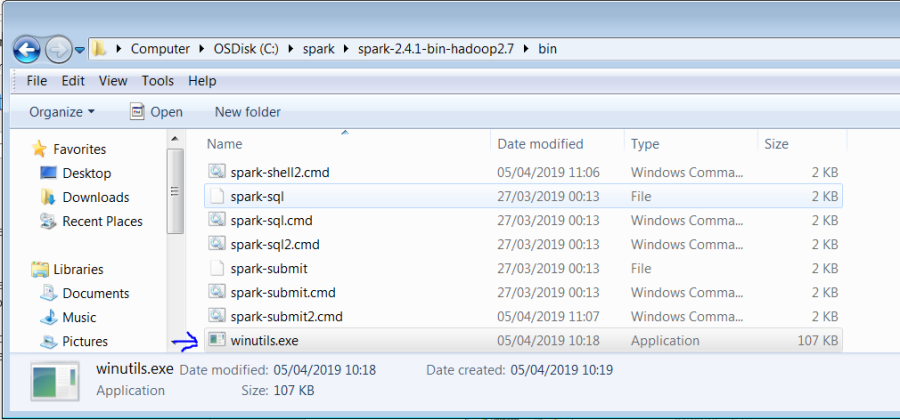 Computer OSDisk (C:) spark spark-2.4.1-bin-hadoop2.7 bin
File Edit View Tools Help
Organize Open New folder
Favorites
Desktop
Downloads
Recent Places
Libraries
Documents
Music
Pictures
Name Date modified Type Size
spark-shell2.cmd 05/04/2019 11:06 Windows Comma... 2 KB
spark-sql 27/03/2019 00:13 File 2 KB
spark-sql.cmd 27/03/2019 00:13 Windows Comma... 2 KB
spark-sql2.cmd 27/03/2019 00:13 Windows Comma... 2 KB
spark-submit 27/03/2019 00:13 File 2 KB
spark-submit.cmd 27/03/2019 00:13 Windows Comma... 2 KB
spark-submit2.cmd 05/04/2019 11:07 Windows Comma... 2 KB
winutils.exe 05/04/2019 10:18 Application 107 KB
winutils.exe Date modified: 05/04/2019 10:18 Date created: 05/04/2019 10:19
Application Size: 107 KB